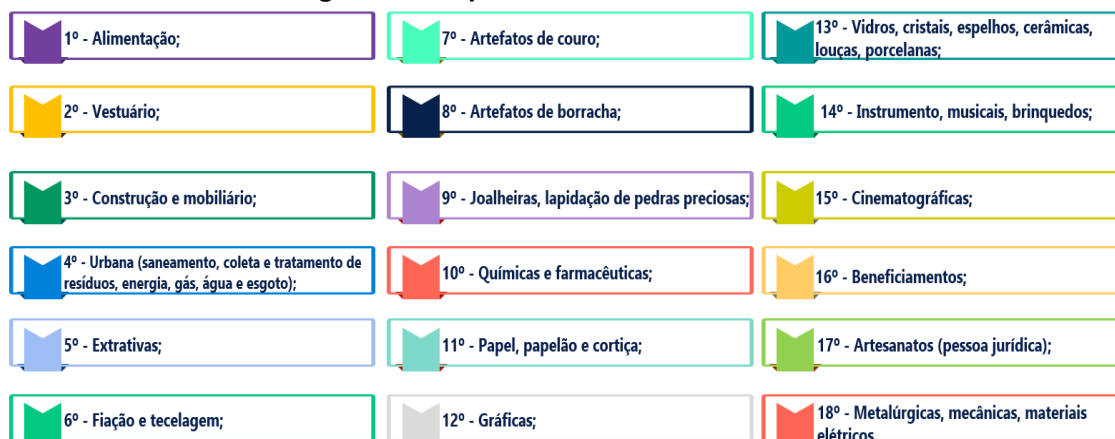 1º - Alimentação;
2º - Vestuário;
3º - Construção e mobiliário;
4º - Urbana (saneamento, coleta e tratamento de
resíduos, energia, gás, água e esgoto);
5º - Extrativas;
6º - Fiação e tecelagem;
7º - Artefatos de couro;
8º - Artefatos de borracha;
9º - Joalheiras, lapidação de pedras preciosas;
10º - Químicas e farmacêuticas;
11º - Papel, papelão e cortiça;
12º - Gráficas;
13º - Vidros, cristais, espelhos, cerâmicas,
louças, porcelanas;
14º - Instrumento, musicais, brinquedos;
15º - Cinematográficas;
16º - Beneficiamentos;
17º - Artesanatos (pessoa jurídica);
18º - Metalúrgicas, mecânicas, materiais
elétricos